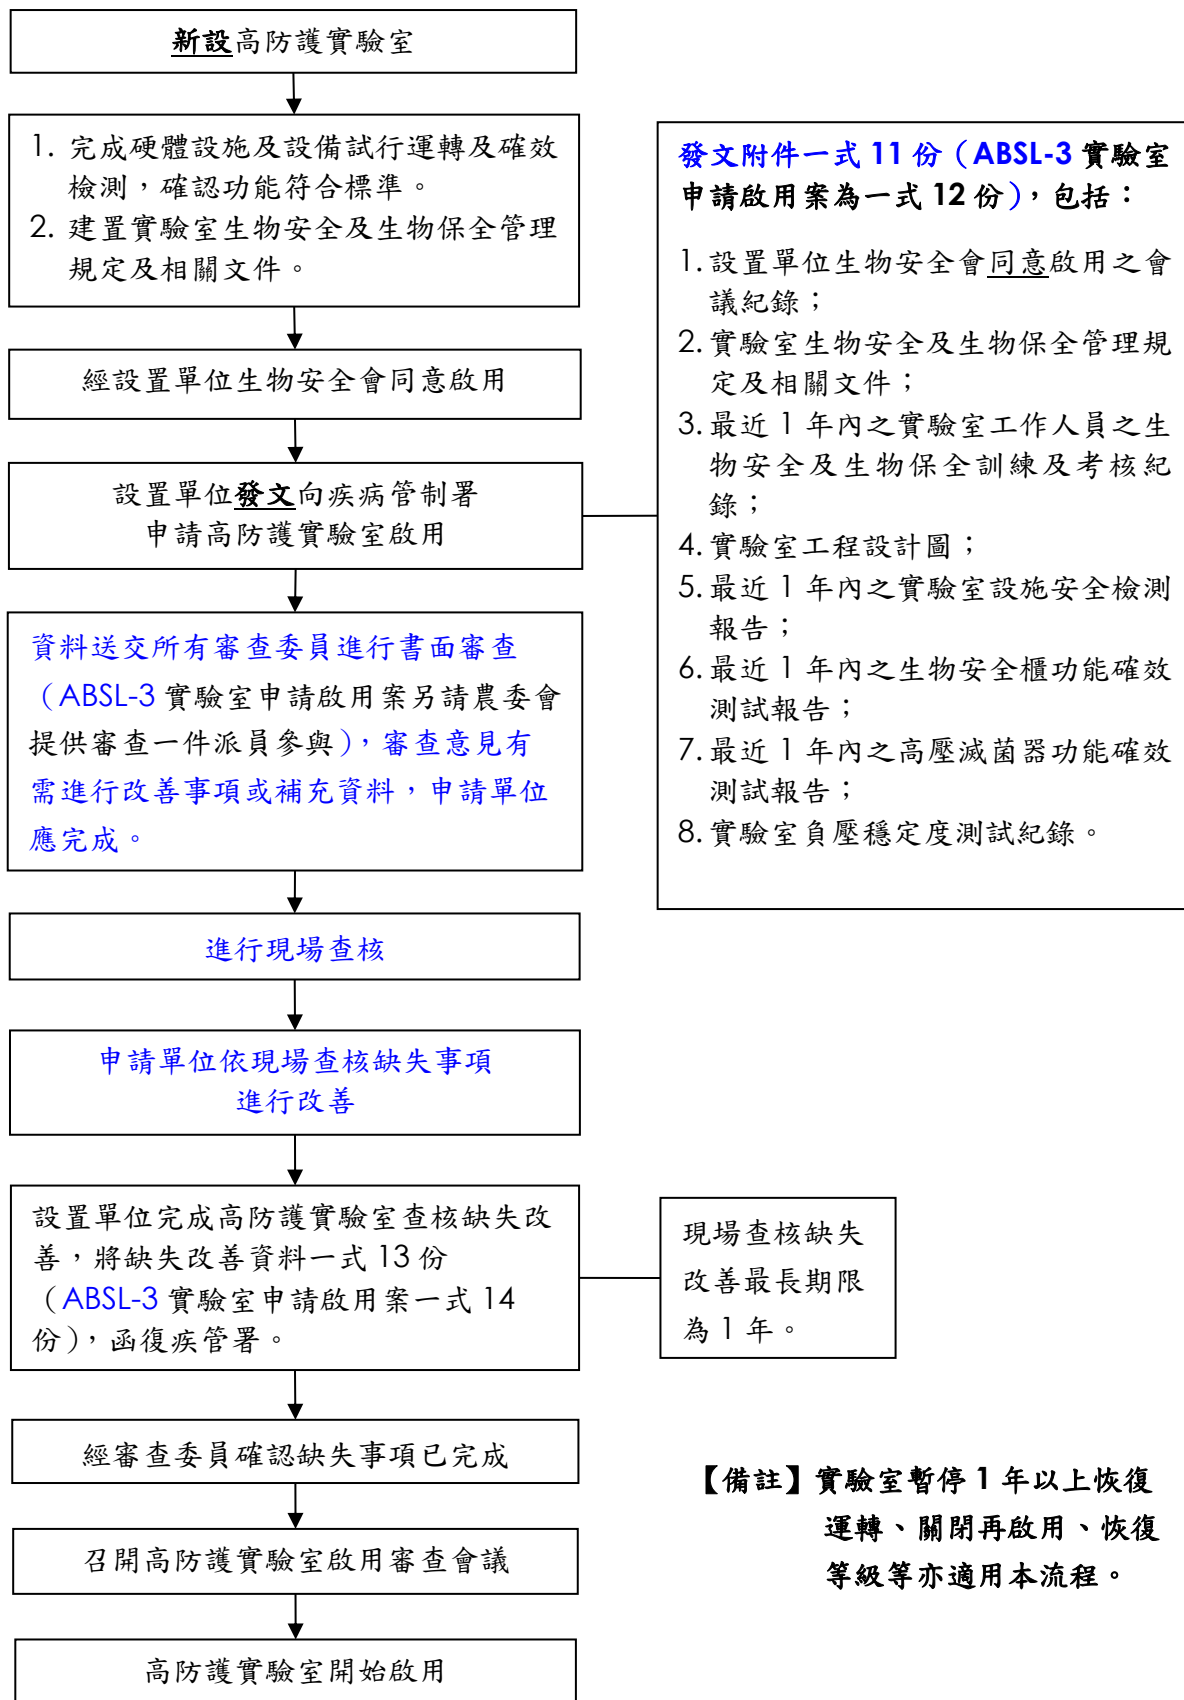 新設高防護實驗室
1. 完成硬體設施及設備試行運轉及確效
檢測，確認功能符合標準。
2. 建置實驗室生物安全及生物保全管理
規定及相關文件。
經設置單位生物安全會同意啟用
設置單位發文向疾病管制署
申請高防護實驗室啟用
發文附件一式 11 份（ABSL-3 實驗室
申請啟用案為一式 12 份），包括：
1. 設置單位生物安全會同意啟用之會
議紀錄；
2. 實驗室生物安全及生物保全管理規
定及相關文件；
3. 最近 1 年內之實驗室工作人員之生
物安全及生物保全訓練及考核紀
錄；
4. 實驗室工程設計圖；
5. 最近 1 年內之實驗室設施安全檢測
報告；
6. 最近 1 年內之生物安全櫃功能確效
測試報告；
7. 最近 1 年內之高壓滅菌器功能確效
測試報告；
8. 實驗室負壓穩定度測試紀錄。
資料送交所有審查委員進行書面審查
（ABSL-3 實驗室申請啟用案另請農委會
提供審查一件派員參與），審查意見有
需進行改善事項或補充資料，申請單位
應完成。
進行現場查核
申請單位依現場查核缺失事項
進行改善
設置單位完成高防護實驗室查核缺失改
善，將缺失改善資料一式 13 份
（ABSL-3 實驗室申請啟用案一式 14
份），函復疾管署。
現場查核缺失
改善最長期限
為 1 年。
經審查委員確認缺失事項已完成
召開高防護實驗室啟用審查會議
高防護實驗室開始啟用
【備註】實驗室暫停 1 年以上恢復
運轉、關閉再啟用、恢復
等級等亦適用本流程。